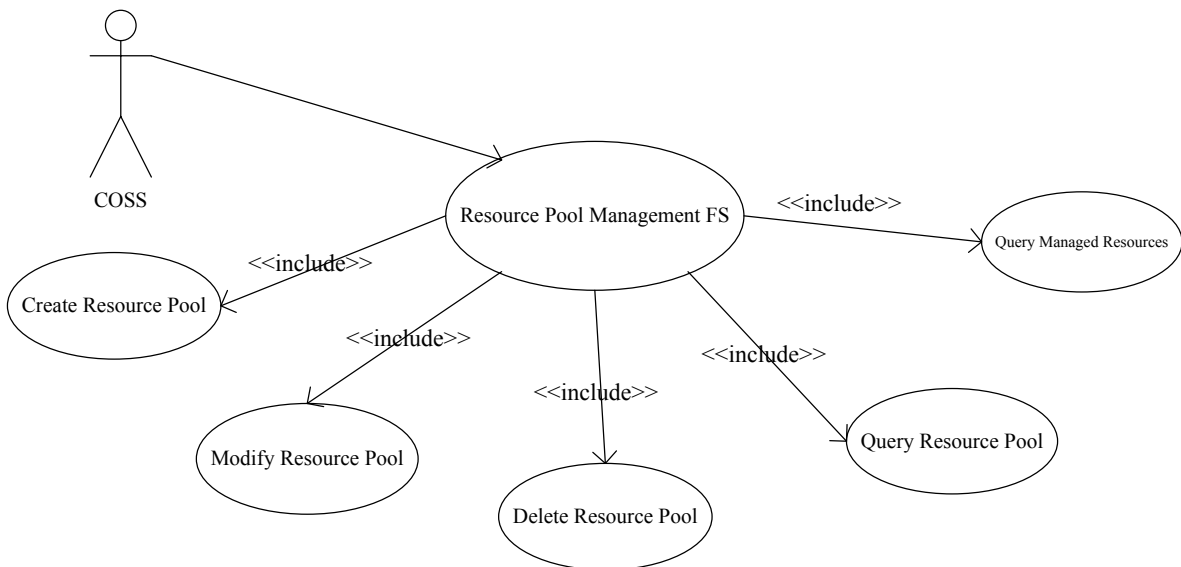 COSS
Resource Pool Management FS
<<include>>
Query Managed Resources
<<include>>
Create Resource Pool
<<include>>
Modify Resource Pool
<<include>>
Delete Resource Pool
<<include>>
Query Resource Pool